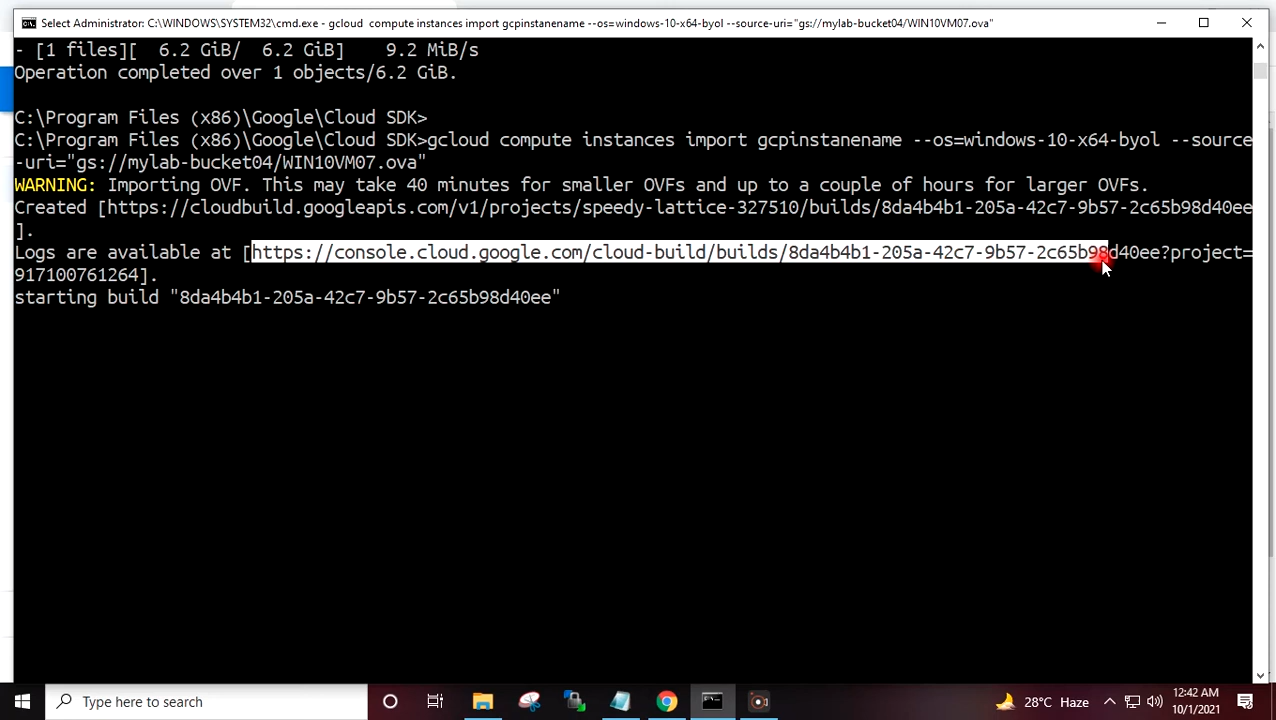 Select Administrator: C:\WINDOWS\SYSTEM32\cmd.exe - gcloud  compute instances import gcpinstanename --os=windows-10-x64-byol --source-uri="gs://mylab-bucket04/WIN10VM07.ova"
- [1 files][  6.2 GiB/  6.2 GiB]    9.2 MiB/s
Operation completed over 1 objects/6.2 GiB.
C:\Program Files (x86)\Google\Cloud SDK>
C:\Program Files (x86)\Google\Cloud SDK>gcloud compute instances import gcpinstanename --os=windows-10-x64-byol --source
-uri="gs://mylab-bucket04/WIN10VM07.ova"
WARNING: Importing OVF. This may take 40 minutes for smaller OVFs and up to a couple of hours for larger OVFs.
Created [https://cloudbuild.googleapis.com/v1/projects/speedy-lattice-327510/builds/8da4b4b1-205a-42c7-9b57-2c65b98d40ee
].
Logs are available at [https://console.cloud.google.com/cloud-build/builds/8da4b4b1-205a-42c7-9b57-2c65b98d40ee?project=
917100761264].
starting build "8da4b4b1-205a-42c7-9b57-2c65b98d40ee"
Type here to search
28°C Haze
12:42 AM
10/1/2021